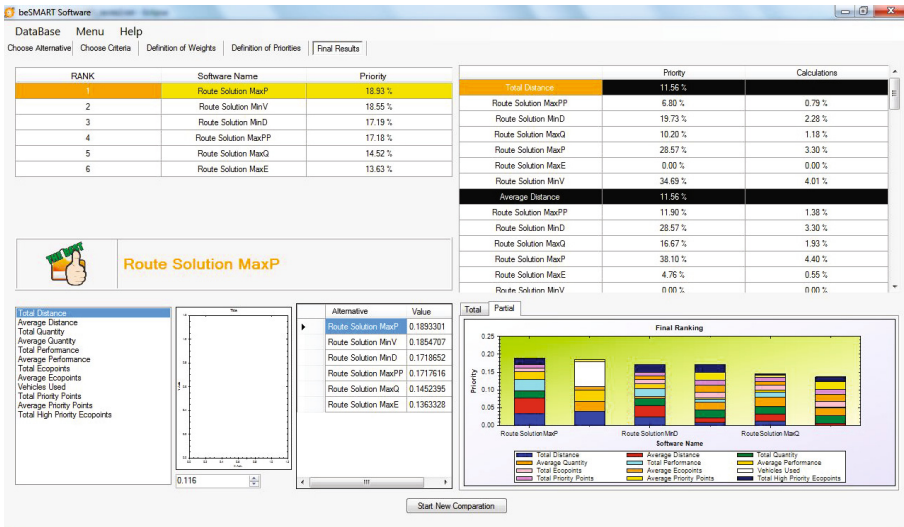 beSMART Software
DataBase Menu Help
Choose Alternative Choose Criteria Definition of Weights Definition of Priorities Final Results
RANK Software Name Priority
1 Route Solution MaxP 18.93 %
2 Route Solution MinV 18.55 %
3 Route Solution MinD 17.19 %
4 Route Solution MaxPP 17.18 %
5 Route Solution MaxQ 14.52 %
6 Route Solution MaxE 13.63 %
Priority Calculations
Total Distance 11.56 %
Route Solution MaxPP 6.80 % 0.79 %
Route Solution MinD 19.73 % 2.28 %
Route Solution MaxQ 10.20 % 1.18 %
Route Solution MaxP 28.57 % 3.30 %
Route Solution MaxE 0.00 % 0.00 %
Route Solution MinV 34.69 % 4.01 %
Average Distance 11.56 %
Route Solution MaxPP 11.90 % 1.38 %
Route Solution MinD 28.57 % 3.30 %
Route Solution MaxQ 16.67 % 1.93 %
Route Solution MaxP 38.10 % 4.40 %
Route Solution MaxE 4.76 % 0.55 %
Route Solution MinV 0.00 % 0.00 %
THE BEST
Route Solution MaxP
Total Distance
Average Distance
Total Quantity
Average Quantity
Total Performance
Average Performance
Total Ecopoints
Average Ecopoints
Vehicles Used
Total Priority Points
Average Priority Points
Total High Priority Ecopoints
Title
0.116
Alternative Value
Route Solution MaxP 0.1893301
Route Solution MinV 0.1854707
Route Solution MinD 0.1718652
Route Solution MaxPP 0.1717616
Route Solution MaxQ 0.1452395
Route Solution MaxE 0.1363328
Total Partial
Final Ranking
Priority
0.25
0.20
0.15
0.10
0.05
0.00
Route Solution MaxP Route Solution MinD Route Solution MaxQ
Software Name
Total Distance Average Distance Total Quantity
Average Quantity Total Performance Average Performance
Total Ecopoints Average Ecopoints Vehicles Used
Total Priority Points Average Priority Points Total High Priority Ecopoints
Start New Comparation